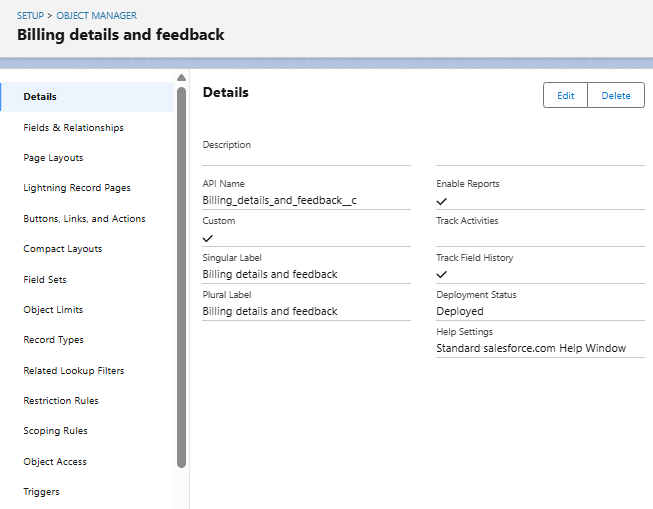 SETUP > OBJECT MANAGER
Billing details and feedback
Details
Fields & Relationships
Page Layouts
Lightning Record Pages
Buttons, Links, and Actions
Compact Layouts
Field Sets
Object Limits
Record Types
Related Lookup Filters
Restriction Rules
Scoping Rules
Object Access
Triggers
Details
Edit
Delete
Description
API Name
Billing_details_and_feedback__c
Custom
Singular Label
Billing details and feedback
Plural Label
Billing details and feedback
Enable Reports
Track Activities
Track Field History
Deployment Status
Deployed
Help Settings
Standard salesforce.com Help Window